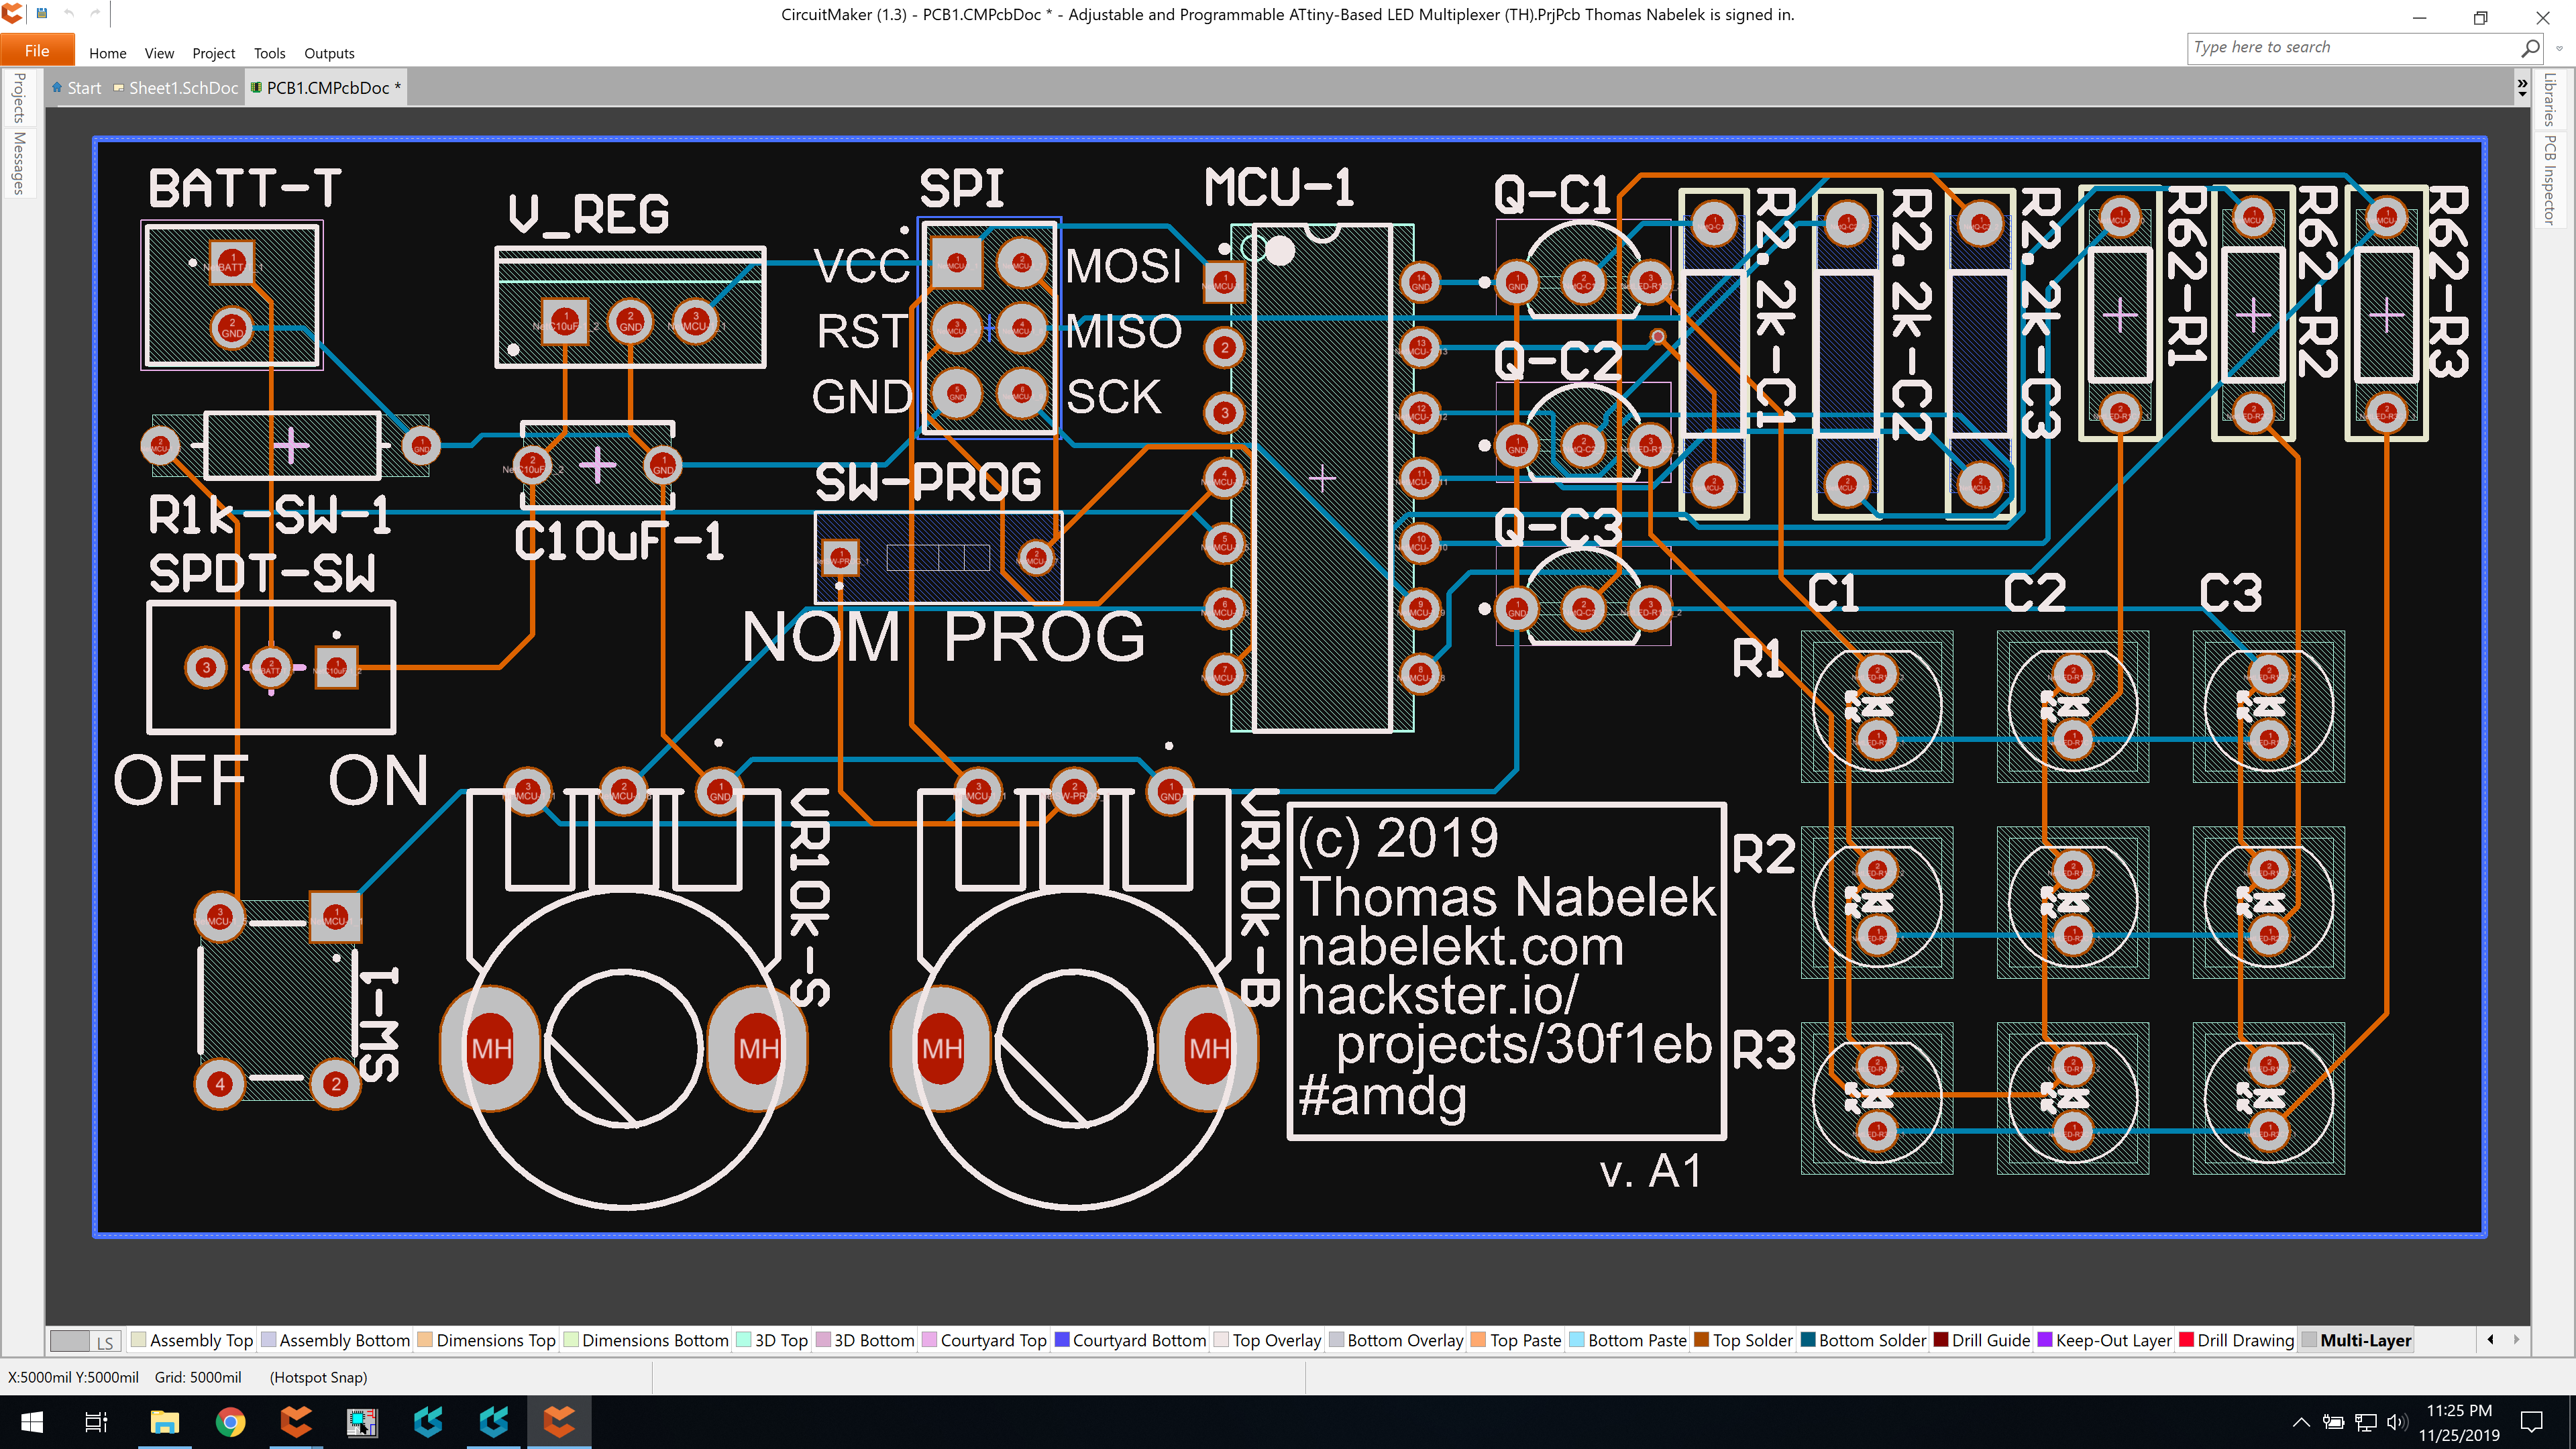 CircuitMaker (1.3) - PCB1.CMPcbDoc * - Adjustable and Programmable ATtiny-Based LED Multiplexer (TH).PrjPcb Thomas Nabelek is signed in.
File Home View Project Tools Outputs
Type here to search
Projects
Messages
Start Sheet1.SchDoc PCB1.CMPcbDoc *
Libraries
PCB Inspector
BATT-T
V_REG
SPI
MCU-1
Q-C1
R2.2k-C1
R2.2k-C2
R2.2k-C3
R62-R1
R62-R2
R62-R3
VCC MOSI
RST MISO
GND SCK
Q-C2
R1k-SW-1
C10uF-1
SW-PROG
Q-C3
SPDT-SW
NOM PROG
C1 C2 C3
R1
OFF ON
VR10k-S
VR10k-B
R2
R3
1-MS
MH MH MH MH
(c) 2019
Thomas Nabelek
nabelekt.com
hackster.io/
projects/30f1eb
#amdg
v. A1
LS Assembly Top Assembly Bottom Dimensions Top Dimensions Bottom 3D Top 3D Bottom Courtyard Top Courtyard Bottom Top Overlay Bottom Overlay Top Paste Bottom Paste Top Solder Bottom Solder Drill Guide Keep-Out Layer Drill Drawing Multi-Layer
X:5000mil Y:5000mil Grid: 5000mil (Hotspot Snap)
11:25 PM
11/25/2019